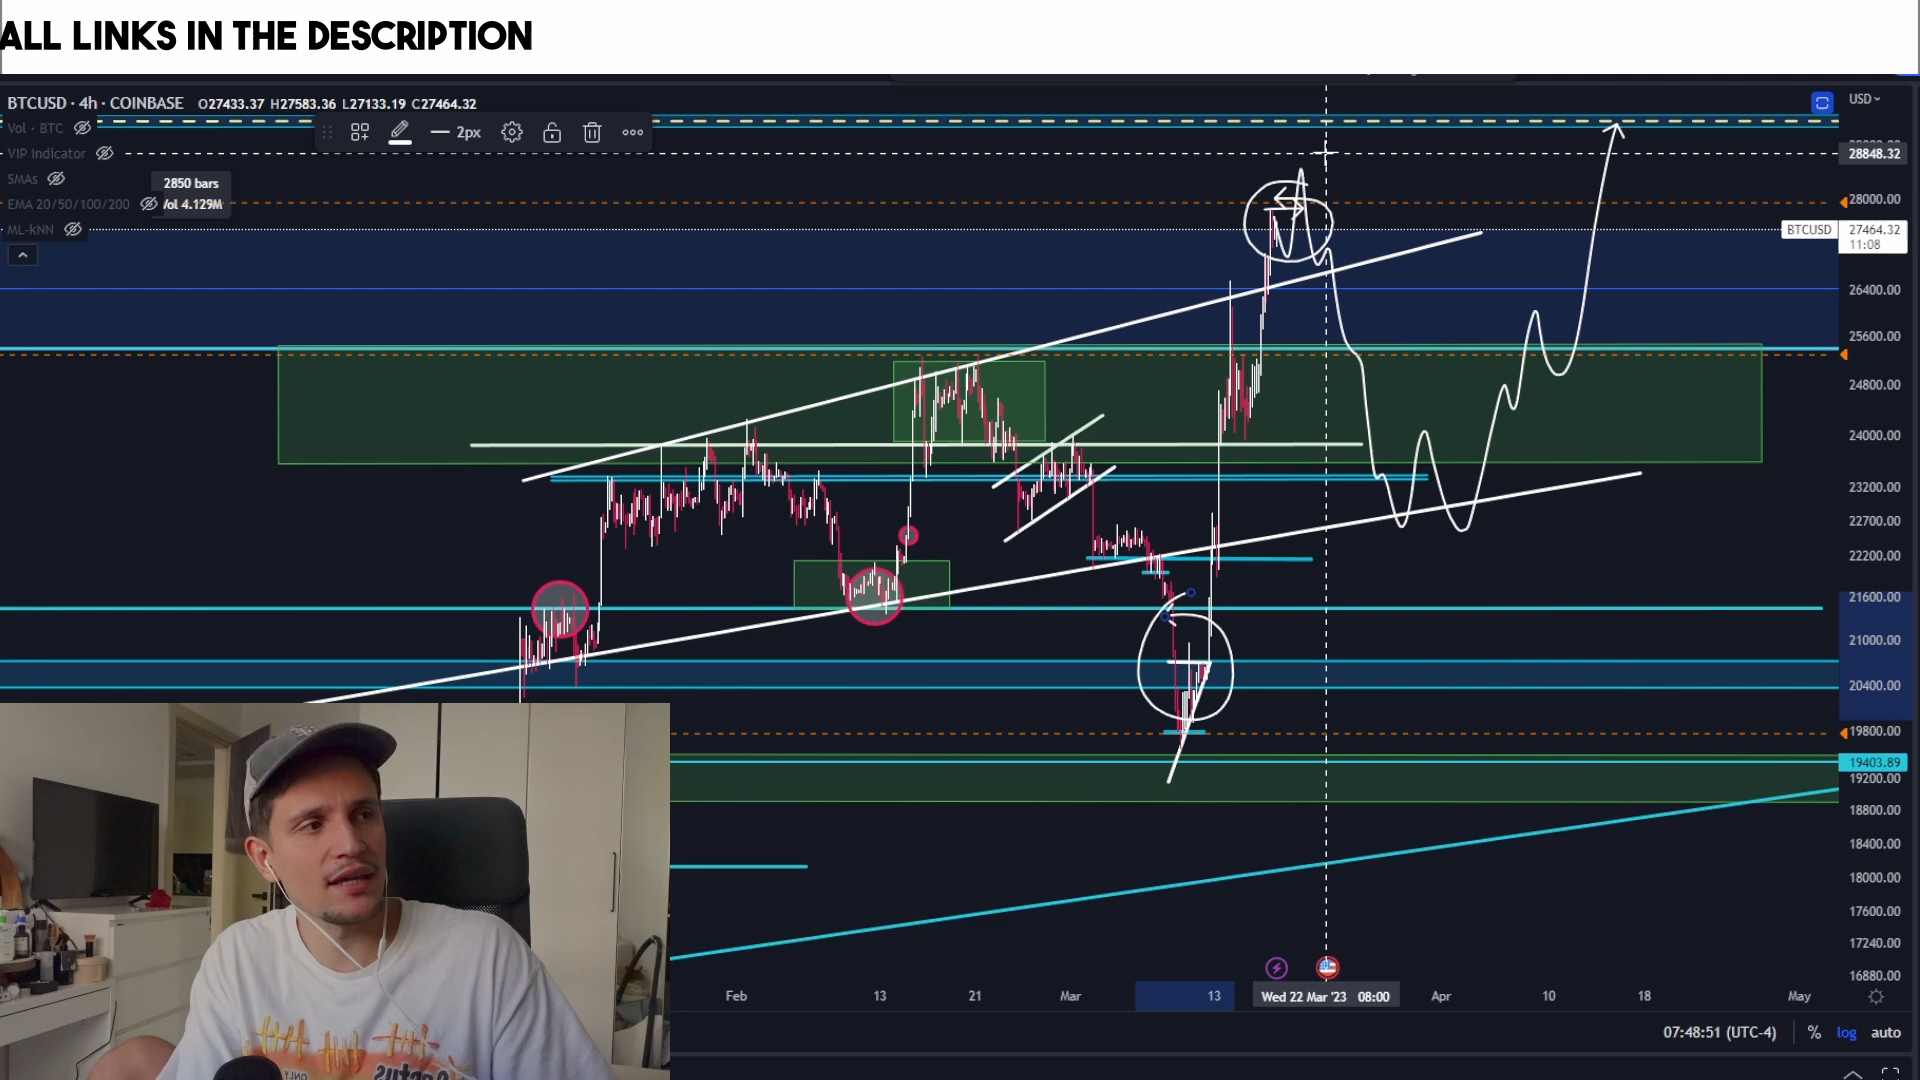 ALL LINKS IN THE DESCRIPTION
BTCUSD · 4h · COINBASE O27433.37 H27583.36 L27133.19 C27464.32
USD
Vol · BTC
2px
VIP Indicator
28848.32
SMAs
2850 bars
EMA 20/50/100/200
Vol 4.129M
28000.00
ML-kNN
BTCUSD
27464.32
11:08
26400.00
25600.00
24800.00
24000.00
23200.00
22700.00
22200.00
21600.00
21000.00
20400.00
19800.00
19403.89
19200.00
18800.00
18400.00
18000.00
17600.00
17240.00
16880.00
Feb 13 21 Mar 13 Wed 22 Mar '23 08:00 Apr 10 18 May
07:48:51 (UTC-4) % log auto
ONLY